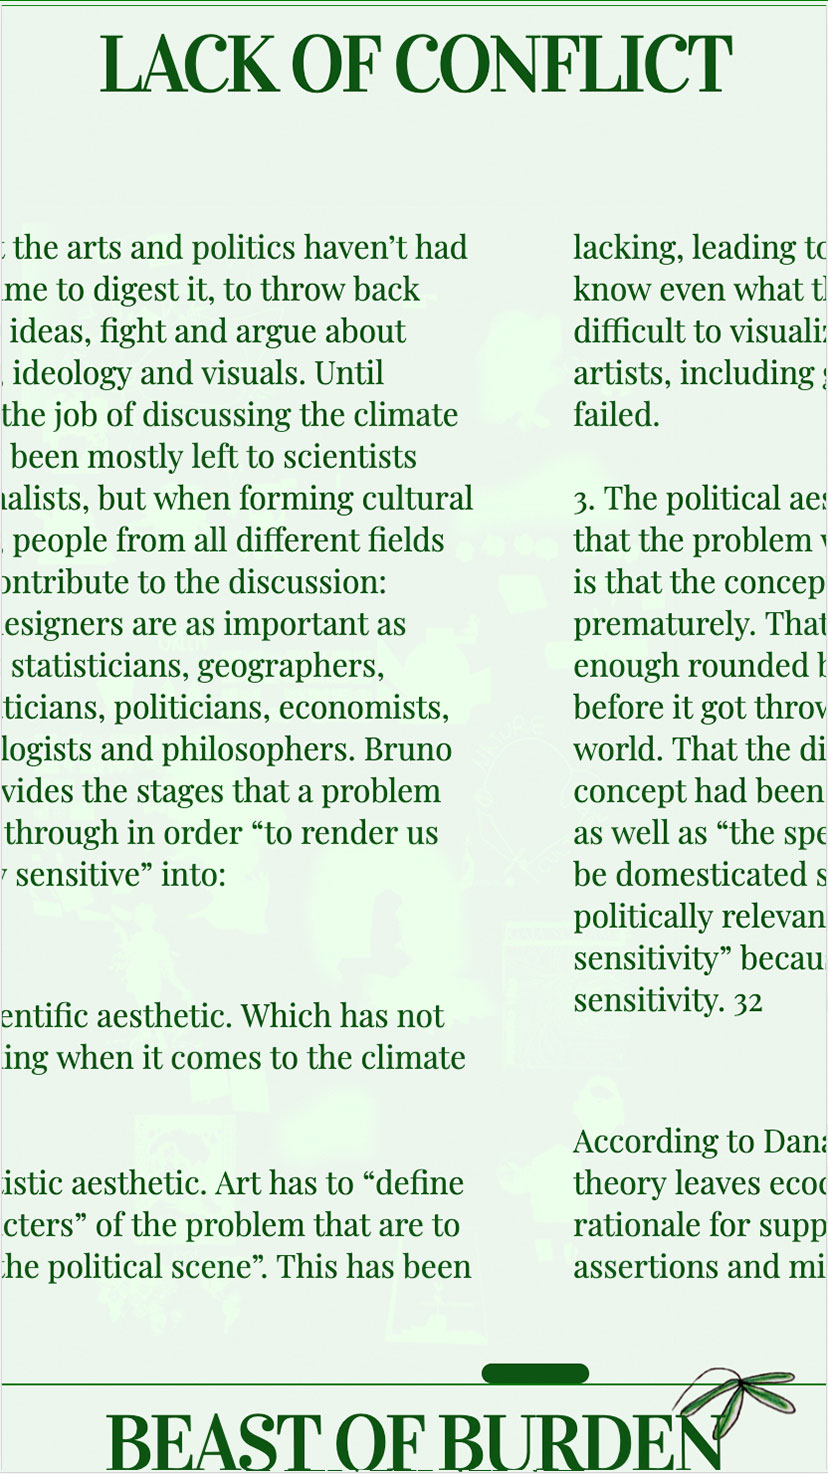 LACK OF CONFLICT
the arts and politics haven’t had
me to digest it, to throw back
ideas, fight and argue about
, ideology and visuals. Until
the job of discussing the climate
been mostly left to scientists
nalists, but when forming cultural
, people from all different fields
ontribute to the discussion:
esigners are as important as
statisticians, geographers,
ticians, politicians, economists,
logists and philosophers. Bruno
vides the stages that a problem
through in order “to render us
sensitive” into:
entific aesthetic. Which has not
ing when it comes to the climate
istic aesthetic. Art has to “define
cters” of the problem that are to
the political scene”. This has been
lacking, leading to
know even what t
difficult to visualiz
artists, including
failed.
3. The political aes
that the problem
is that the concep
prematurely. That
enough rounded
before it got throw
world. That the di
concept had been
as well as “the spe
be domesticated s
politically relevan
sensitivity” becau
sensitivity. 32
According to Dana
theory leaves ecoc
rationale for supp
assertions and mi
BEAST OF BURDEN